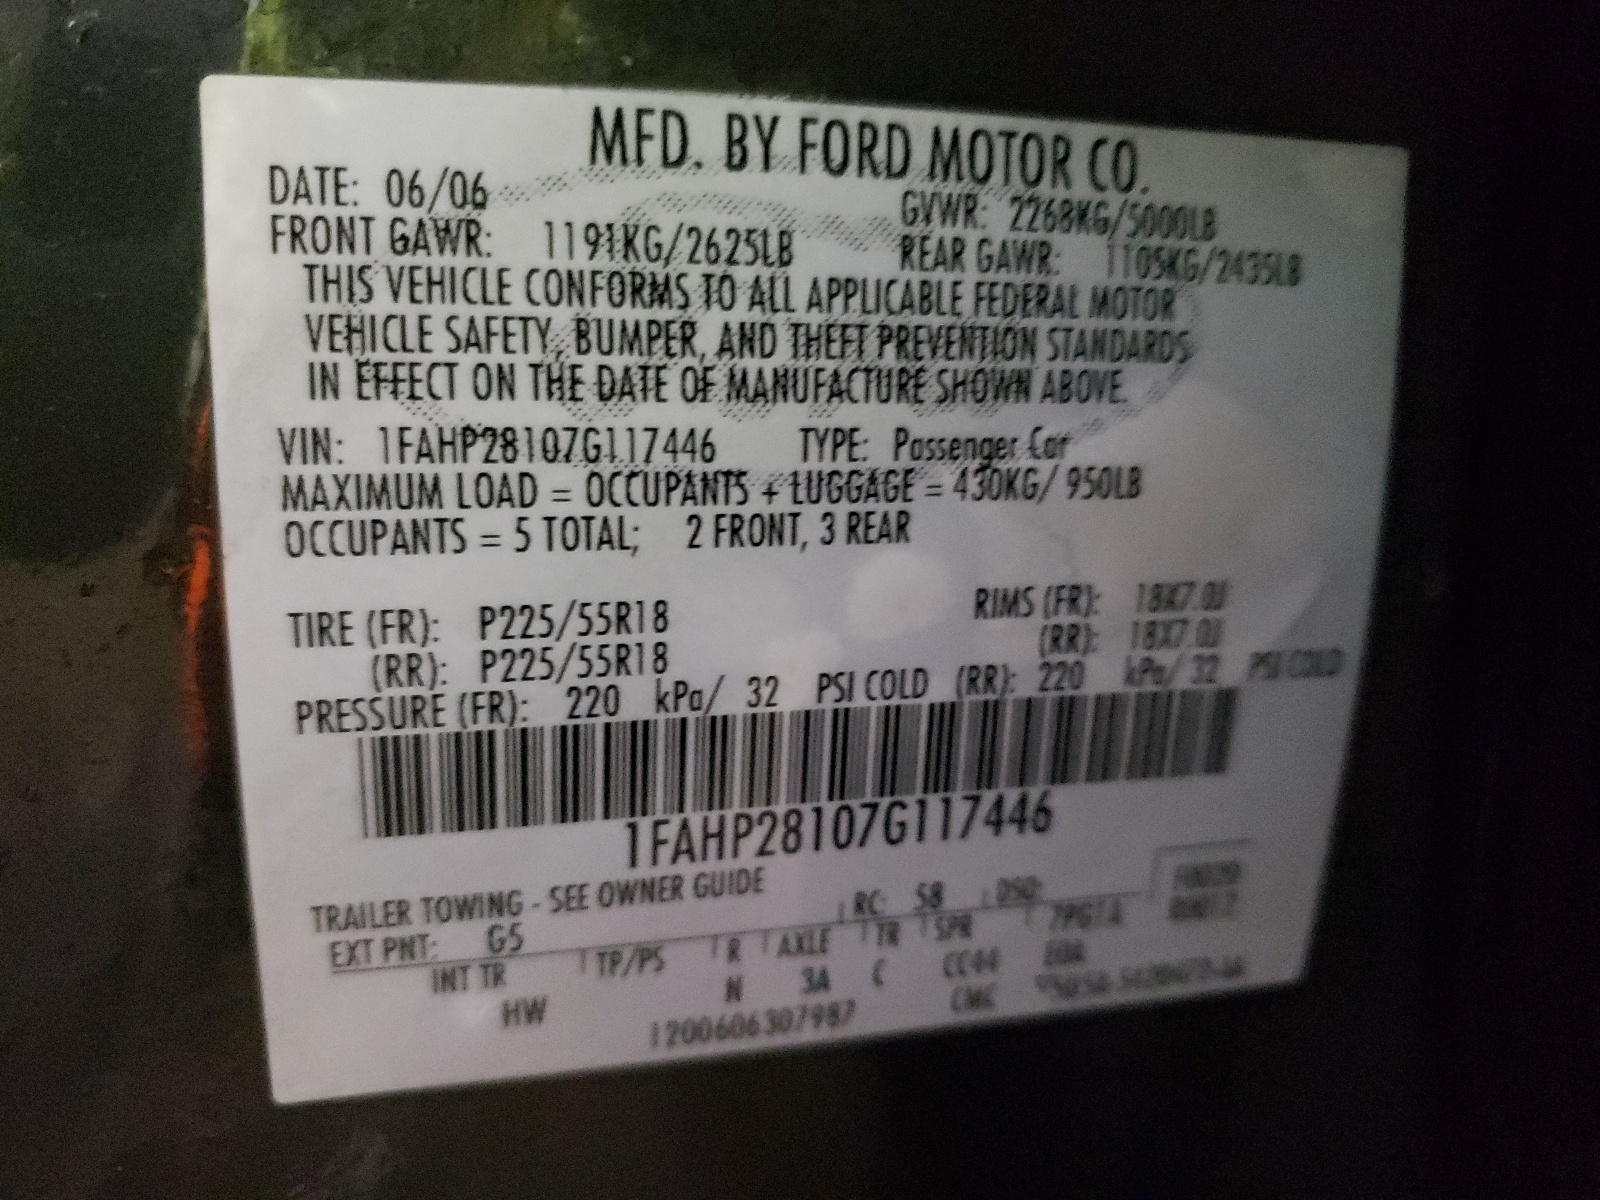 MFD. BY FORD MOTOR CO.
DATE: 06/06 GVWR: 2268KG/5000LB
FRONT GAWR: 1191KG/2625LB REAR GAWR: 1105KG/2435LB
THIS VEHICLE CONFORMS TO ALL APPLICABLE FEDERAL MOTOR
VEHICLE SAFETY, BUMPER, AND THEFT PREVENTION STANDARDS
IN EFFECT ON THE DATE OF MANUFACTURE SHOWN ABOVE.
VIN: 1FAHP28107G117446 TYPE: Passenger Car
MAXIMUM LOAD = OCCUPANTS + LUGGAGE = 430KG/ 950LB
OCCUPANTS = 5 TOTAL; 2 FRONT, 3 REAR
TIRE (FR): P225/55R18 RIMS (FR): 18X7.0J
(RR): P225/55R18 (RR): 18X7.0J
PRESSURE (FR): 220 kPa/ 32 PSI COLD (RR): 220 kPa/ 32 PSI COLD
1FAHP28107G117446
TRAILER TOWING - SEE OWNER GUIDE
EXT PNT: G5 RC: 58 DSO:
INT TR TP/PS R AXLE TR SPR
HW N 3A C CC44
1200606307987 CMC